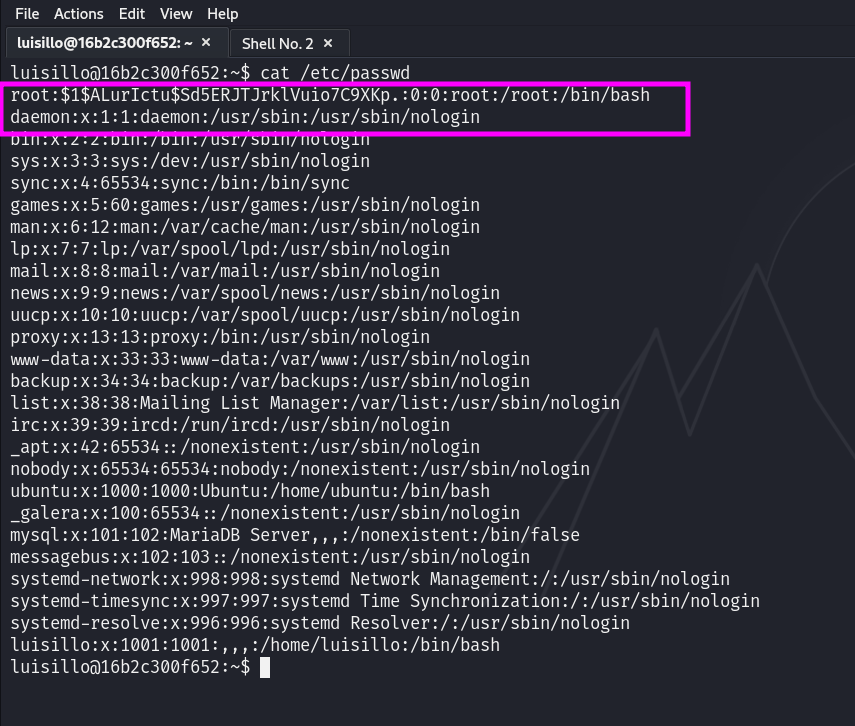 File Actions Edit View Help
luisillo@16b2c300f652: ~ × Shell No. 2 ×
luisillo@16b2c300f652:~$ cat /etc/passwd
root:$1$ALurIctu$Sd5ERJTJrklVuio7C9XKp.:0:0:root:/root:/bin/bash
daemon:x:1:1:daemon:/usr/sbin:/usr/sbin/nologin
bin:x:2:2:bin:/bin:/usr/sbin/nologin
sys:x:3:3:sys:/dev:/usr/sbin/nologin
sync:x:4:65534:sync:/bin:/bin/sync
games:x:5:60:games:/usr/games:/usr/sbin/nologin
man:x:6:12:man:/var/cache/man:/usr/sbin/nologin
lp:x:7:7:lp:/var/spool/lpd:/usr/sbin/nologin
mail:x:8:8:mail:/var/mail:/usr/sbin/nologin
news:x:9:9:news:/var/spool/news:/usr/sbin/nologin
uucp:x:10:10:uucp:/var/spool/uucp:/usr/sbin/nologin
proxy:x:13:13:proxy:/bin:/usr/sbin/nologin
www-data:x:33:33:www-data:/var/www:/usr/sbin/nologin
backup:x:34:34:backup:/var/backups:/usr/sbin/nologin
list:x:38:38:Mailing List Manager:/var/list:/usr/sbin/nologin
irc:x:39:39:ircd:/run/ircd:/usr/sbin/nologin
_apt:x:42:65534::/nonexistent:/usr/sbin/nologin
nobody:x:65534:65534:nobody:/nonexistent:/usr/sbin/nologin
ubuntu:x:1000:1000:Ubuntu:/home/ubuntu:/bin/bash
_galera:x:100:65534::/nonexistent:/usr/sbin/nologin
mysql:x:101:102:MariaDB Server,,,:/nonexistent:/bin/false
messagebus:x:102:103::/nonexistent:/usr/sbin/nologin
systemd-network:x:998:998:systemd Network Management:/:/usr/sbin/nologin
systemd-timesync:x:997:997:systemd Time Synchronization:/:/usr/sbin/nologin
systemd-resolve:x:996:996:systemd Resolver:/:/usr/sbin/nologin
luisillo:x:1001:1001:,,,:/home/luisillo:/bin/bash
luisillo@16b2c300f652:~$